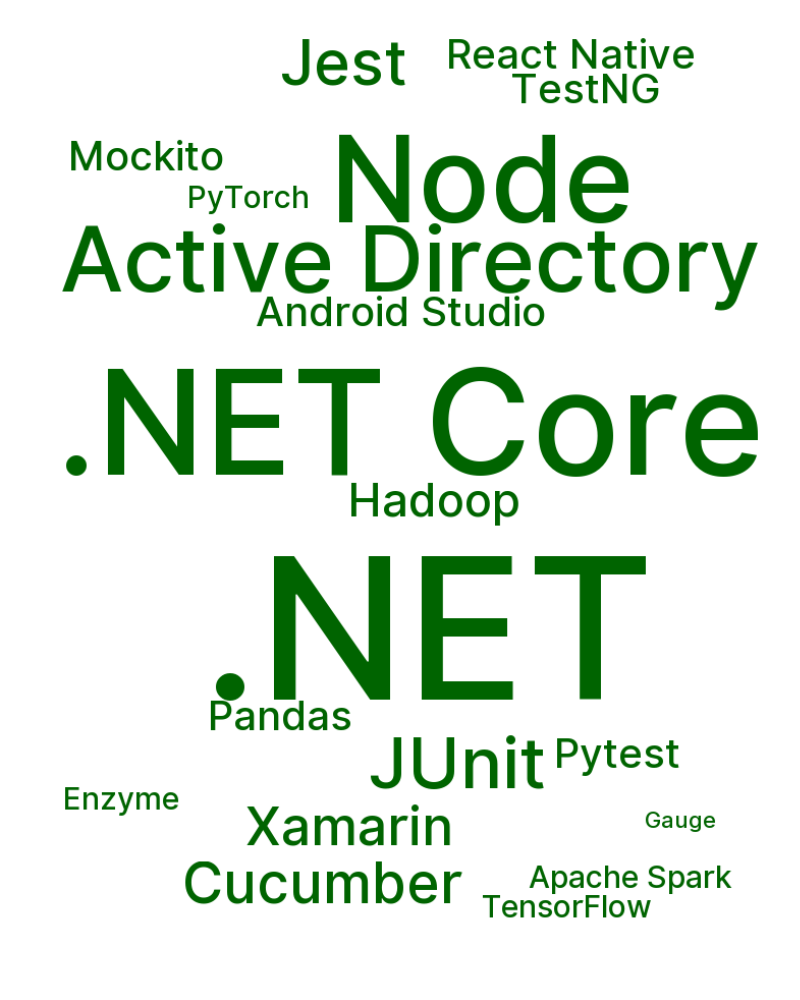 Jest
React Native
TestNG
Mockito
PyTorch
Node
Active Directory
Android Studio
.NET Core
Hadoop
.NET
Pandas
JUnit
Pytest
Enzyme
Xamarin
Gauge
Cucumber
Apache Spark
TensorFlow